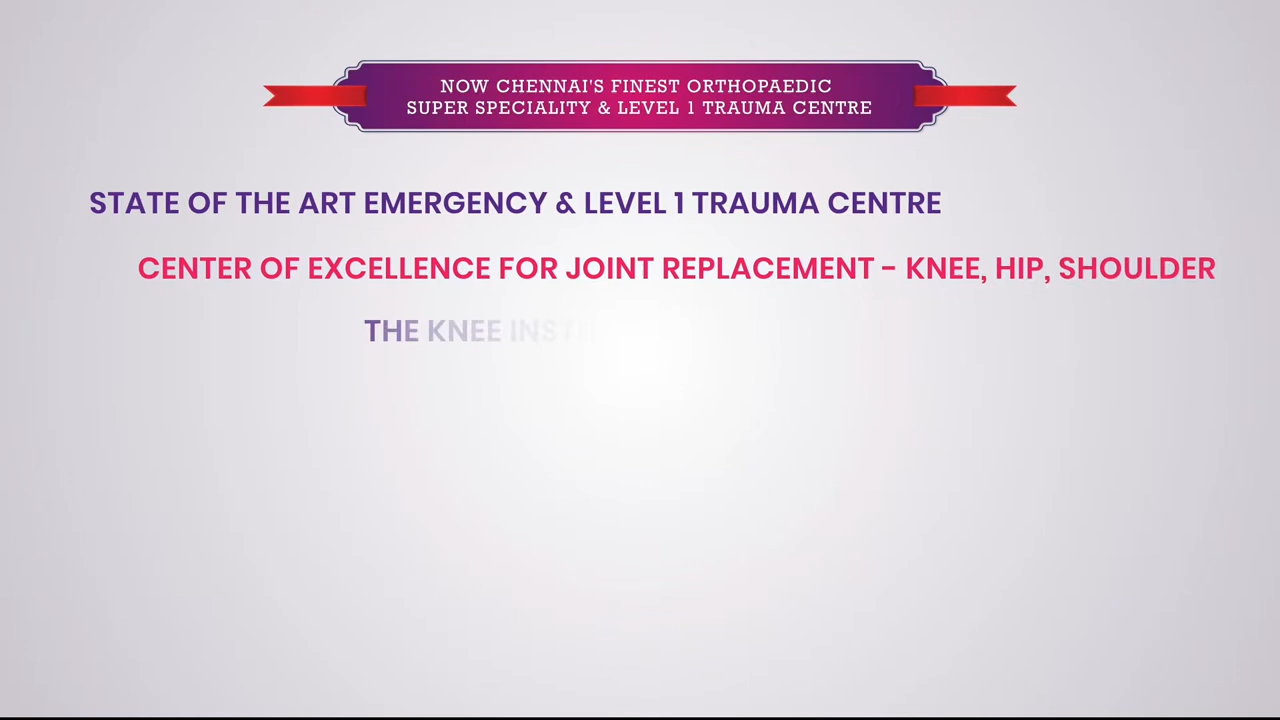 NOW CHENNAI'S FINEST ORTHOPAEDIC
SUPER SPECIALITY & LEVEL 1 TRAUMA CENTRE
STATE OF THE ART EMERGENCY & LEVEL 1 TRAUMA CENTRE
CENTER OF EXCELLENCE FOR JOINT REPLACEMENT - KNEE, HIP, SHOULDER
THE KNEE